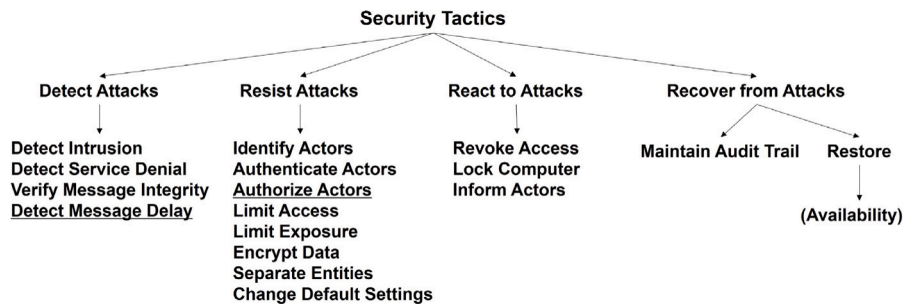 Security Tactics
Detect Attacks
Resist Attacks
React to Attacks
Recover from Attacks
Detect Intrusion
Detect Service Denial
Verify Message Integrity
Detect Message Delay
Identify Actors
Authenticate Actors
Authorize Actors
Limit Access
Limit Exposure
Encrypt Data
Separate Entities
Change Default Settings
Revoke Access
Lock Computer
Inform Actors
Maintain Audit Trail
Restore
(Availability)